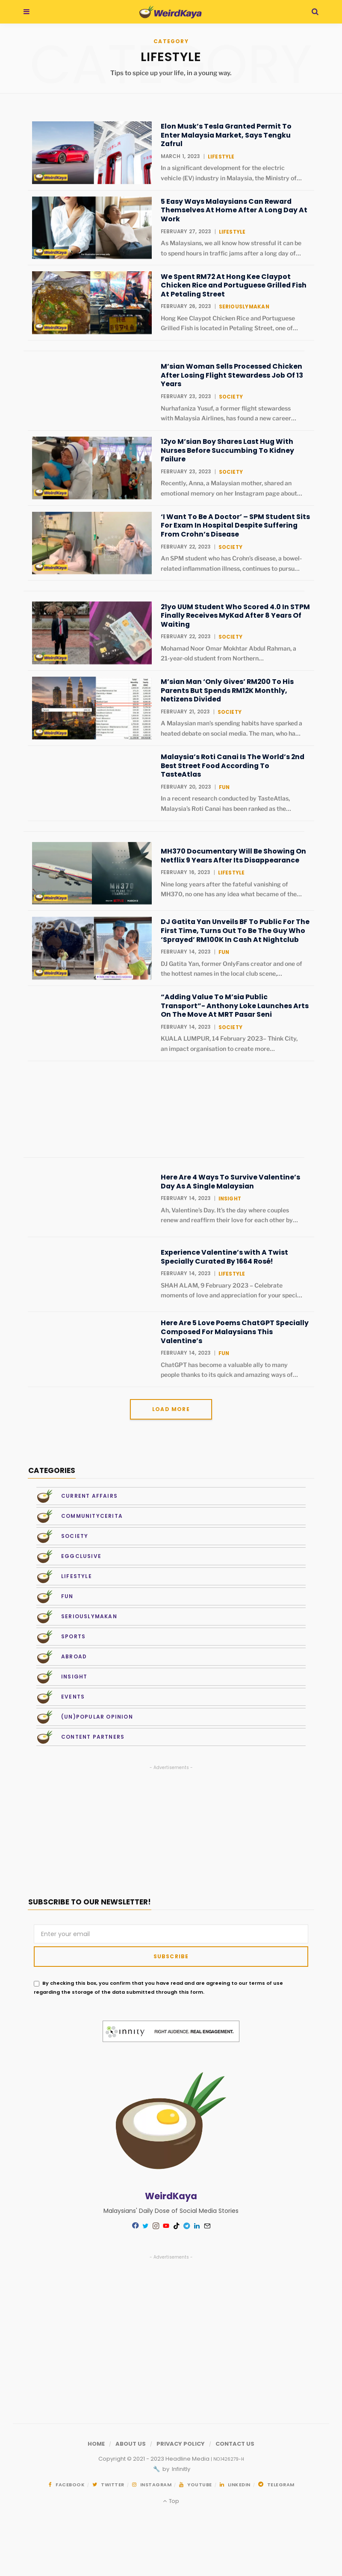 WeirdKaya
CATEGORY
CATEGORY
LIFESTYLE
Tips to spice up your life, in a young way.
Elon Musk's Tesla Granted Permit To
Enter Malaysia Market, Says Tengku
Zafrul
MARCH 1, 2023 | LIFESTYLE
In a significant development for the electric
vehicle (EV) industry in Malaysia, the Ministry of…
WeirdKaya
5 Easy Ways Malaysians Can Reward
Themselves At Home After A Long Day At
Work
FEBRUARY 27, 2023 | LIFESTYLE
As Malaysians, we all know how stressful it can be
to spend hours in traffic jams after a long day of…
WeirdKaya
We Spent RM72 At Hong Kee Claypot
Chicken Rice and Portuguese Grilled Fish
At Petaling Street
FEBRUARY 26, 2023 | SERIOUSLYMAKAN
Hong Kee Claypot Chicken Rice and Portuguese
Grilled Fish is located in Petaling Street, one of…
WeirdKaya
M'sian Woman Sells Processed Chicken
After Losing Flight Stewardess Job Of 13
Years
FEBRUARY 23, 2023 | SOCIETY
Nurhafaniza Yusuf, a former flight stewardess
with Malaysia Airlines, has found a new career…
12yo M'sian Boy Shares Last Hug With
Nurses Before Succumbing To Kidney
Failure
FEBRUARY 23, 2023 | SOCIETY
Recently, Anna, a Malaysian mother, shared an
emotional memory on her Instagram page about…
WeirdKaya
'I Want To Be A Doctor' – SPM Student Sits
For Exam In Hospital Despite Suffering
From Crohn's Disease
FEBRUARY 22, 2023 | SOCIETY
An SPM student who has Crohn's disease, a bowel-
related inflammation illness, continues to pursu…
WeirdKaya
21yo UUM Student Who Scored 4.0 In STPM
Finally Receives MyKad After 8 Years Of
Waiting
FEBRUARY 22, 2023 | SOCIETY
Mohamad Noor Omar Mokhtar Abdul Rahman, a
21-year-old student from Northern…
WeirdKaya
M'sian Man 'Only Gives' RM200 To His
Parents But Spends RM12K Monthly,
Netizens Divided
FEBRUARY 21, 2023 | SOCIETY
A Malaysian man's spending habits have sparked a
heated debate on social media. The man, who ha…
WeirdKaya
Malaysia's Roti Canai Is The World's 2nd
Best Street Food According To
TasteAtlas
FEBRUARY 20, 2023 | FUN
In a recent research conducted by TasteAtlas,
Malaysia's Roti Canai has been ranked as the…
MH370 Documentary Will Be Showing On
Netflix 9 Years After Its Disappearance
FEBRUARY 16, 2023 | LIFESTYLE
Nine long years after the fateful vanishing of
MH370, no one has any idea what became of the…
MH370
WeirdKaya
DJ Gatita Yan Unveils BF To Public For The
First Time, Turns Out To Be The Guy Who
'Sprayed' RM100K In Cash At Nightclub
FEBRUARY 14, 2023 | FUN
DJ Gatita Yan, former OnlyFans creator and one of
the hottest names in the local club scene,…
WeirdKaya
"Adding Value To M'sia Public
Transport"- Anthony Loke Launches Arts
On The Move At MRT Pasar Seni
FEBRUARY 14, 2023 | SOCIETY
KUALA LUMPUR, 14 February 2023– Think City,
an impact organisation to create more…
Here Are 4 Ways To Survive Valentine's
Day As A Single Malaysian
FEBRUARY 14, 2023 | INSIGHT
Ah, Valentine's Day. It's the day where couples
renew and reaffirm their love for each other by…
Experience Valentine's with A Twist
Specially Curated By 1664 Rosé!
FEBRUARY 14, 2023 | LIFESTYLE
SHAH ALAM, 9 February 2023 – Celebrate
moments of love and appreciation for your speci…
Here Are 5 Love Poems ChatGPT Specially
Composed For Malaysians This
Valentine's
FEBRUARY 14, 2023 | FUN
ChatGPT has become a valuable ally to many
people thanks to its quick and amazing ways of…
LOAD MORE
CATEGORIES
CURRENT AFFAIRS
COMMUNITYCERITA
SOCIETY
EGGCLUSIVE
LIFESTYLE
FUN
SERIOUSLYMAKAN
SPORTS
ABROAD
INSIGHT
EVENTS
(UN)POPULAR OPINION
CONTENT PARTNERS
- Advertisements -
SUBSCRIBE TO OUR NEWSLETTER!
Enter your email
SUBSCRIBE
By checking this box, you confirm that you have read and are agreeing to our terms of use
regarding the storage of the data submitted through this form.
innity RIGHT AUDIENCE. REAL ENGAGEMENT.
WeirdKaya
Malaysians' Daily Dose of Social Media Stories
- Advertisements -
HOME / ABOUT US / PRIVACY POLICY / CONTACT US
Copyright © 2021 - 2023 Headline Media | NO1426279-H
by Infinitly
FACEBOOK / TWITTER / INSTAGRAM / YOUTUBE / LINKEDIN / TELEGRAM
Top